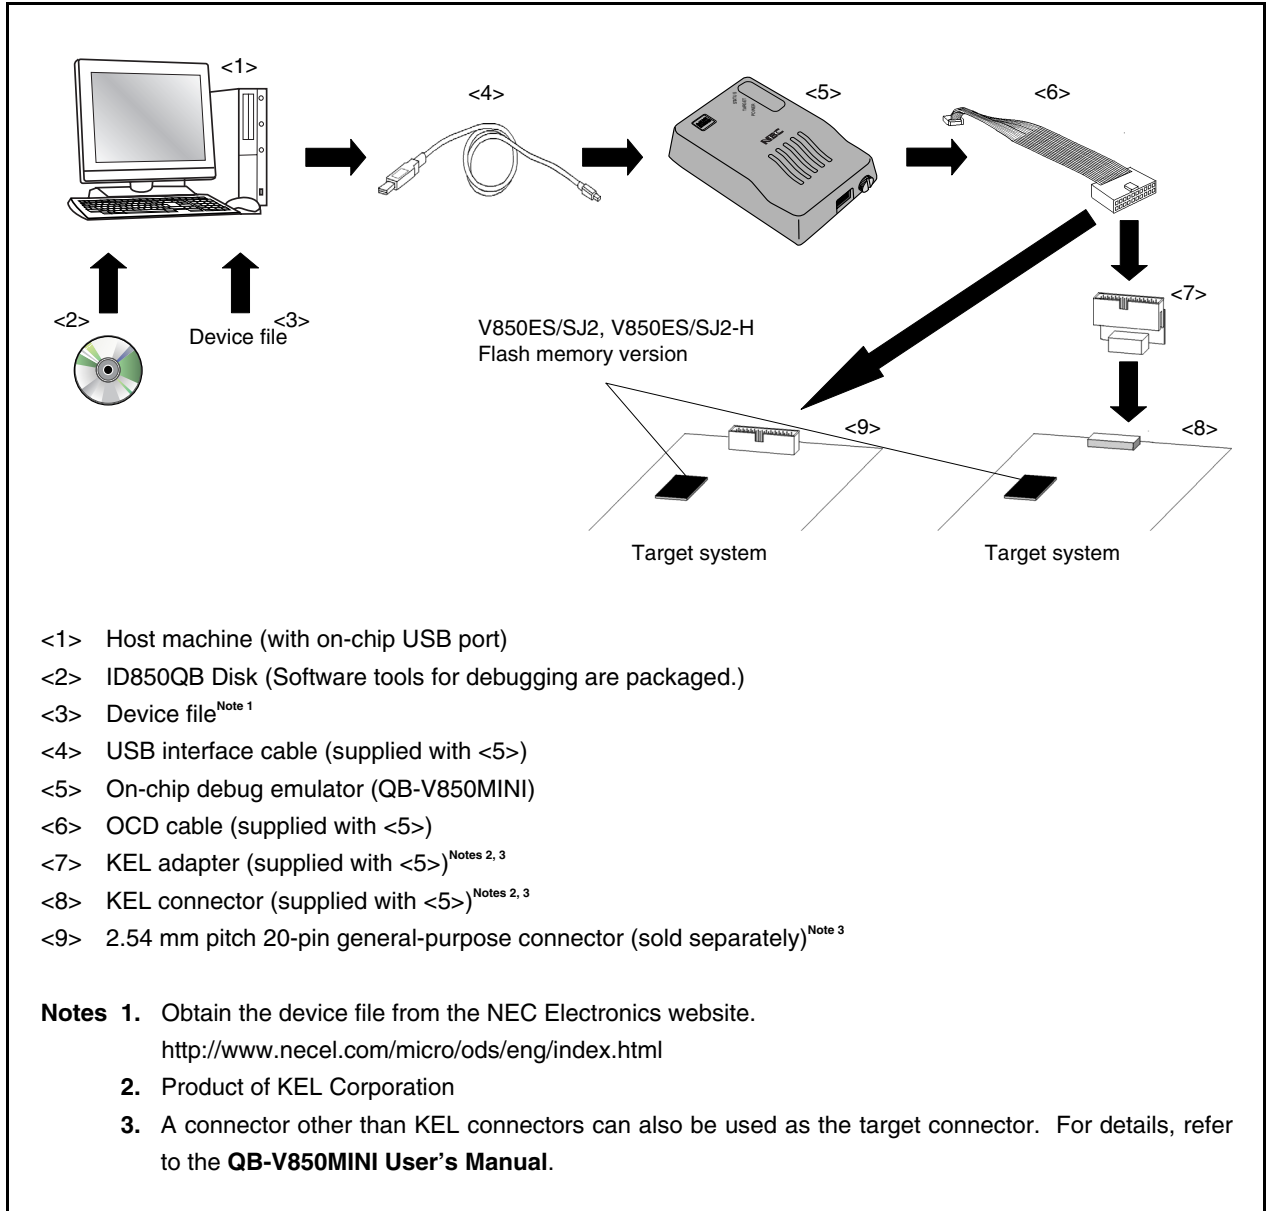 <1>
<4>
<5>
<6>
NEC
<2>
<3>
Device file
<7>
V850ES/SJ2, V850ES/SJ2-H
Flash memory version
<9>
<8>
Target system
Target system
<1> Host machine (with on-chip USB port)
<2> ID850QB Disk (Software tools for debugging are packaged.)
<3> Device file Note 1
<4> USB interface cable (supplied with <5>)
<5> On-chip debug emulator (QB-V850MINI)
<6> OCD cable (supplied with <5>)
<7> KEL adapter (supplied with <5>) Notes 2, 3
<8> KEL connector (supplied with <5>) Notes 2, 3
<9> 2.54 mm pitch 20-pin general-purpose connector (sold separately) Note 3
Notes 1. Obtain the device file from the NEC Electronics website.
http://www.necel.com/micro/ods/eng/index.html
2. Product of KEL Corporation
3. A connector other than KEL connectors can also be used as the target connector. For details, refer
to the QB-V850MINI User's Manual.